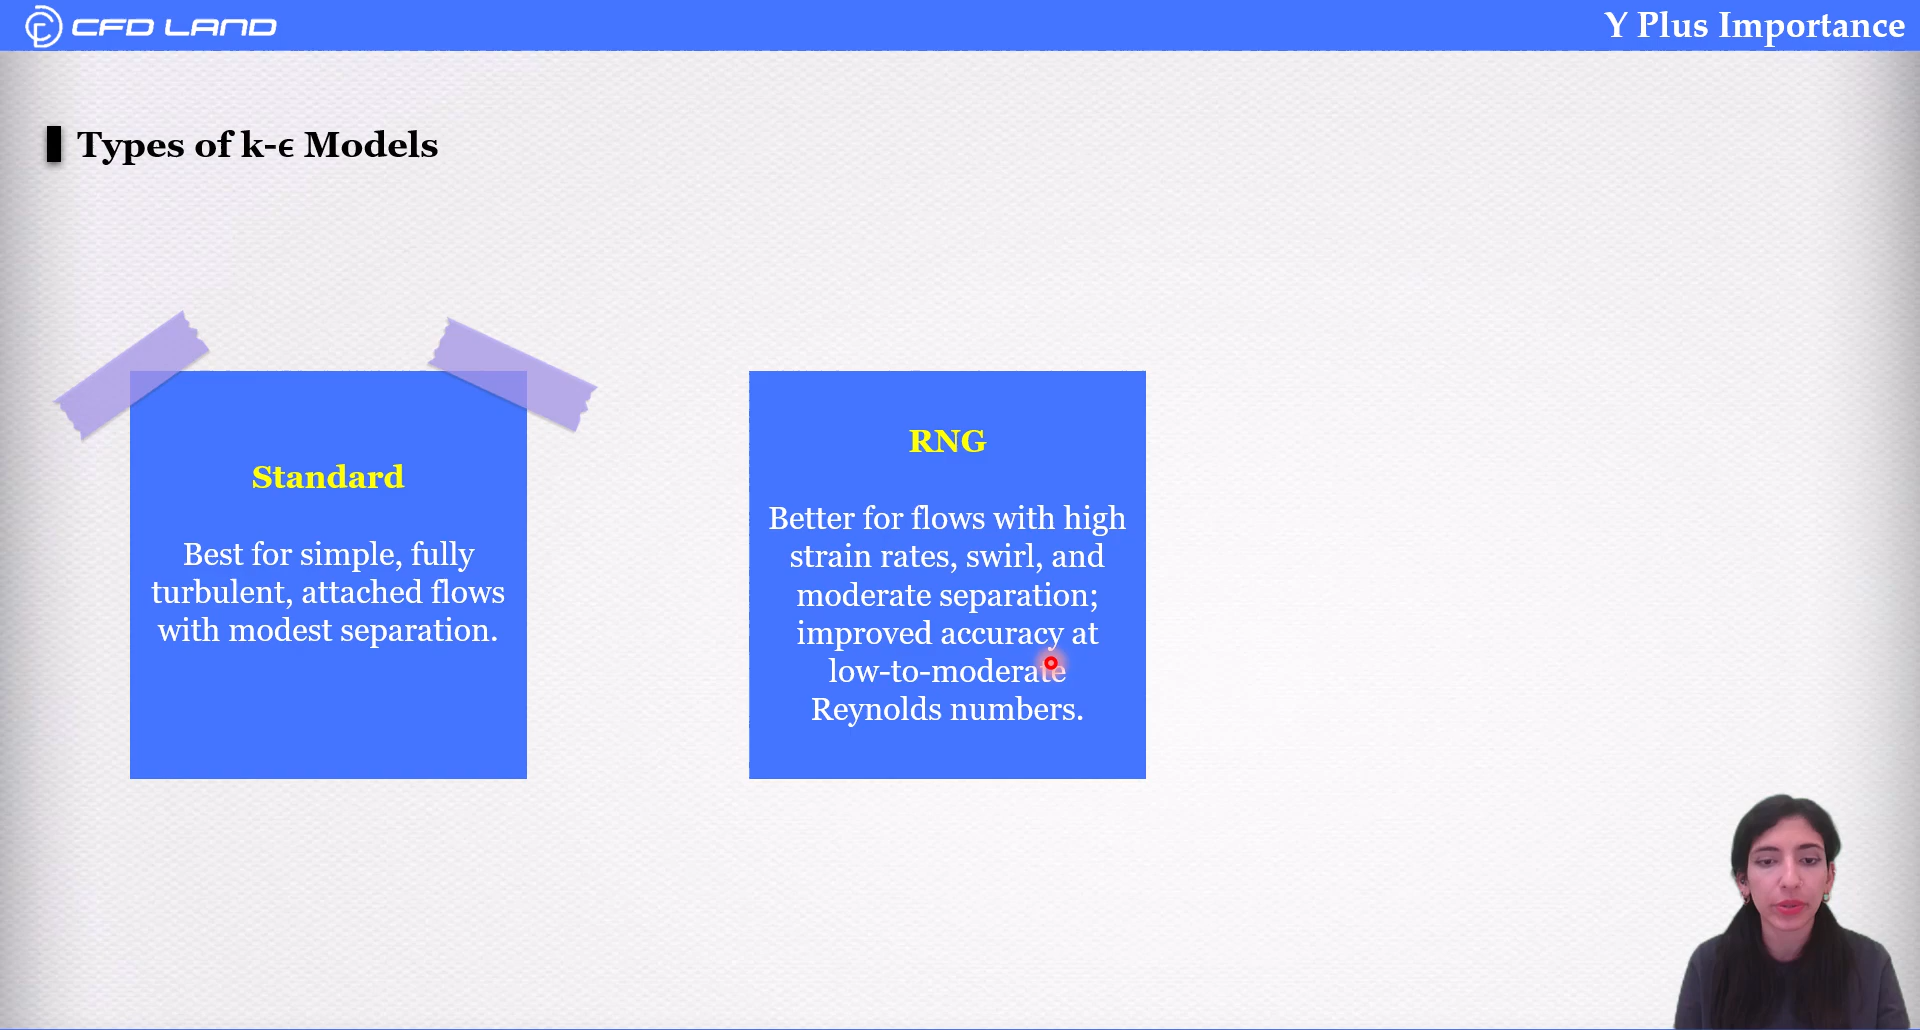 CFD LAND
Y Plus Importance
Types of k-ϵ Models
Standard
Best for simple, fully
turbulent, attached flows
with modest separation.
RNG
Better for flows with high
strain rates, swirl, and
moderate separation;
improved accuracy at
low-to-moderate
Reynolds numbers.